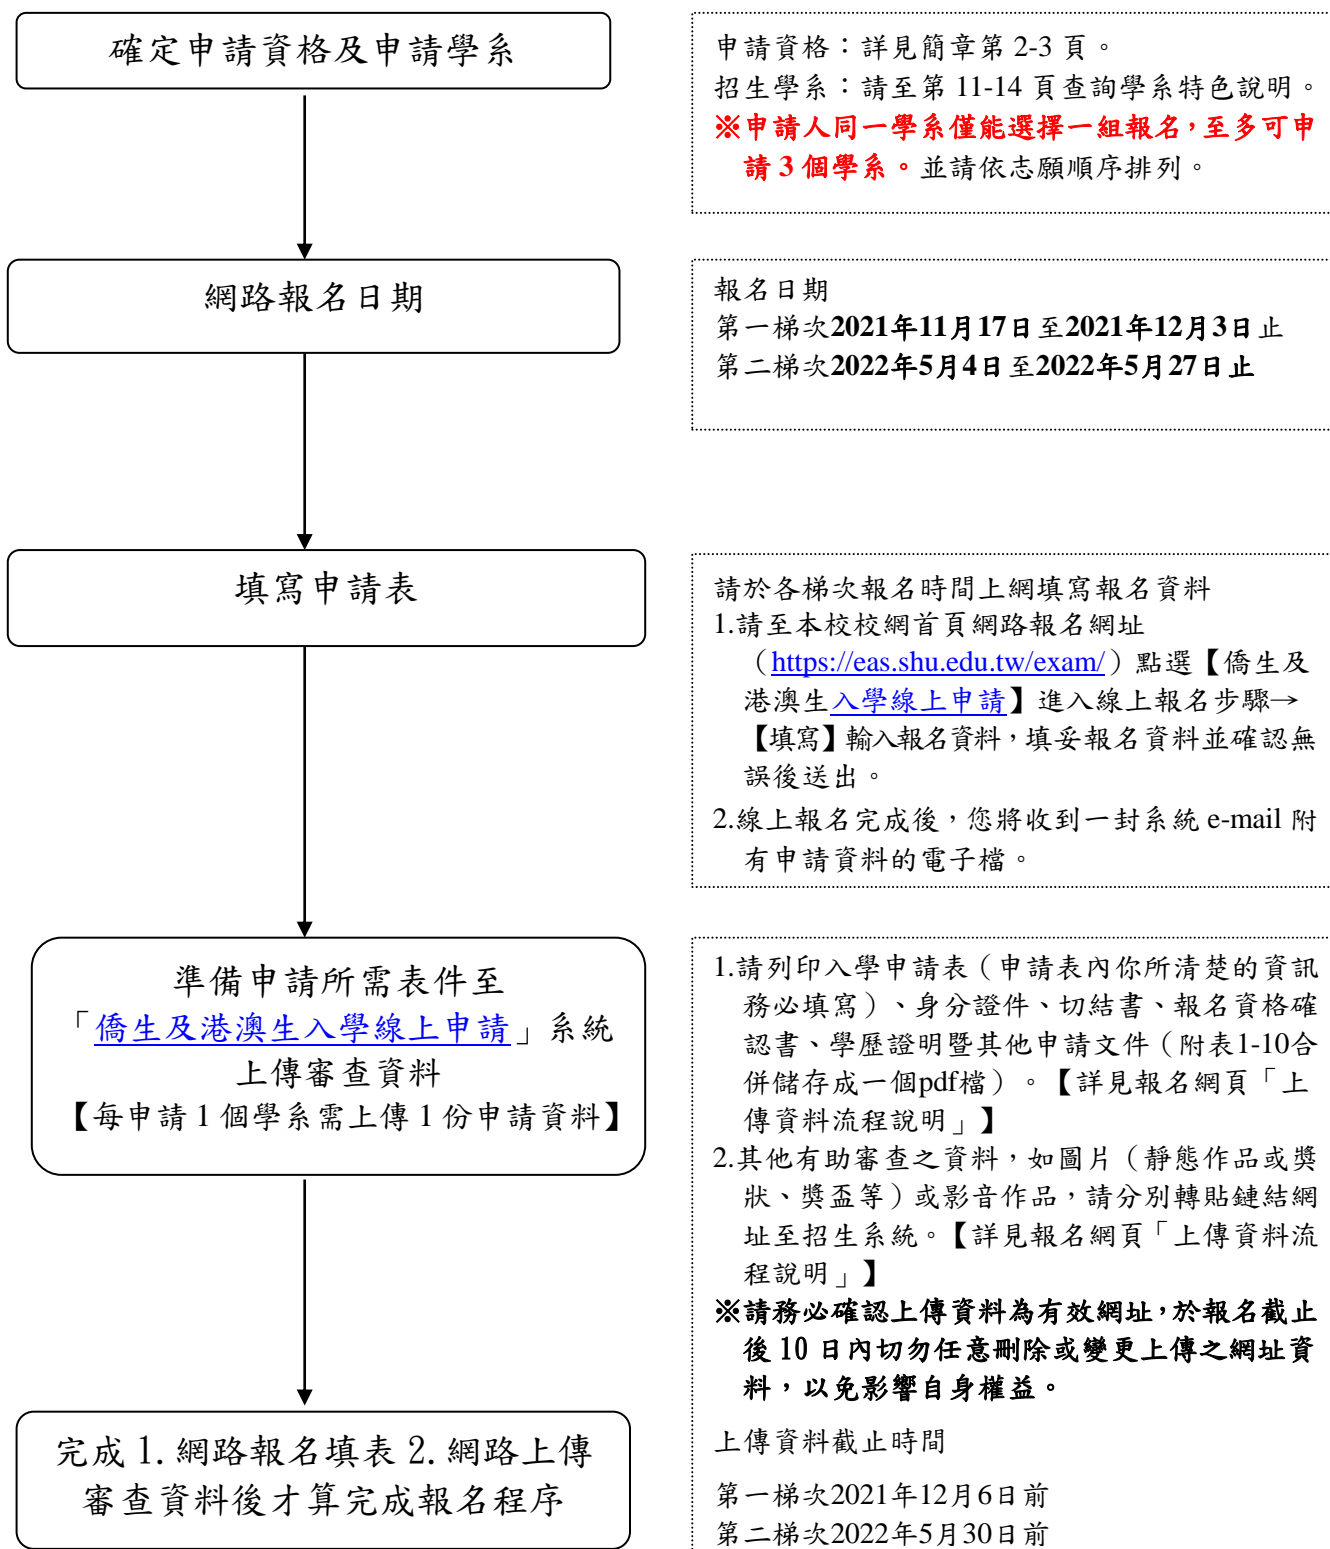 確定申請資格及申請學系
申請資格：詳見簡章第 2-3 頁。
招生學系：請至第 11-14 頁查詢學系特色說明。
※申請人同一學系僅能選擇一組報名，至多可申
請 3 個學系。並請依志願順序排列。
網路報名日期
報名日期
第一梯次2021年11月17日至2021年12月3日止
第二梯次2022年5月4日至2022年5月27日止
填寫申請表
請於各梯次報名時間上網填寫報名資料
1.請至本校校網首頁網路報名網址
（https://eas.shu.edu.tw/exam/）點選【僑生及
港澳生入學線上申請】進入線上報名步驟→
【填寫】輸入報名資料，填妥報名資料並確認無
誤後送出。
2.線上報名完成後，您將收到一封系統 e-mail 附
有申請資料的電子檔。
準備申請所需表件至
「僑生及港澳生入學線上申請」系統
上傳審查資料
【每申請 1 個學系需上傳 1 份申請資料】
1.請列印入學申請表（申請表內你所清楚的資訊
務必填寫）、身分證件、切結書、報名資格確
認書、學歷證明暨其他申請文件（附表1-10合
併儲存成一個pdf檔）。【詳見報名網頁「上
傳資料流程說明」】
2.其他有助審查之資料，如圖片（靜態作品或獎
狀、獎盃等）或影音作品，請分別轉貼鏈結網
址至招生系統。【詳見報名網頁「上傳資料流
程說明」】
※請務必確認上傳資料為有效網址，於報名截止
後 10 日內切勿任意刪除或變更上傳之網址資
料，以免影響自身權益。
上傳資料截止時間
第一梯次2021年12月6日前
第二梯次2022年5月30日前
完成 1. 網路報名填表 2. 網路上傳
審查資料後才算完成報名程序